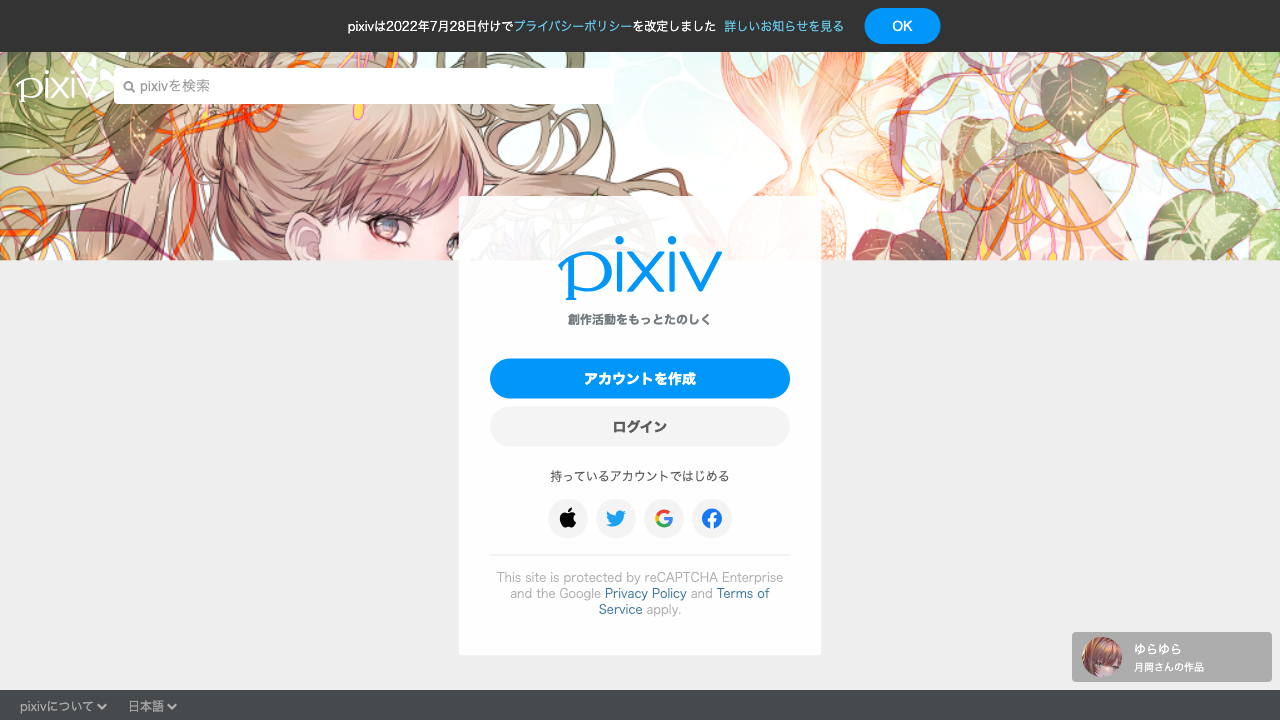 pixivは2022年7月28日付けでプライバシーポリシーを改定しました 詳しいお知らせを見る OK
pixiv
pixivを検索
pixiv
創作活動をもっとたのしく
アカウントを作成
ログイン
持っているアカウントではじめる
This site is protected by reCAPTCHA Enterprise
and the Google Privacy Policy and Terms of
Service apply.
ゆらゆら
月岡さんの作品
pixivについて 日本語